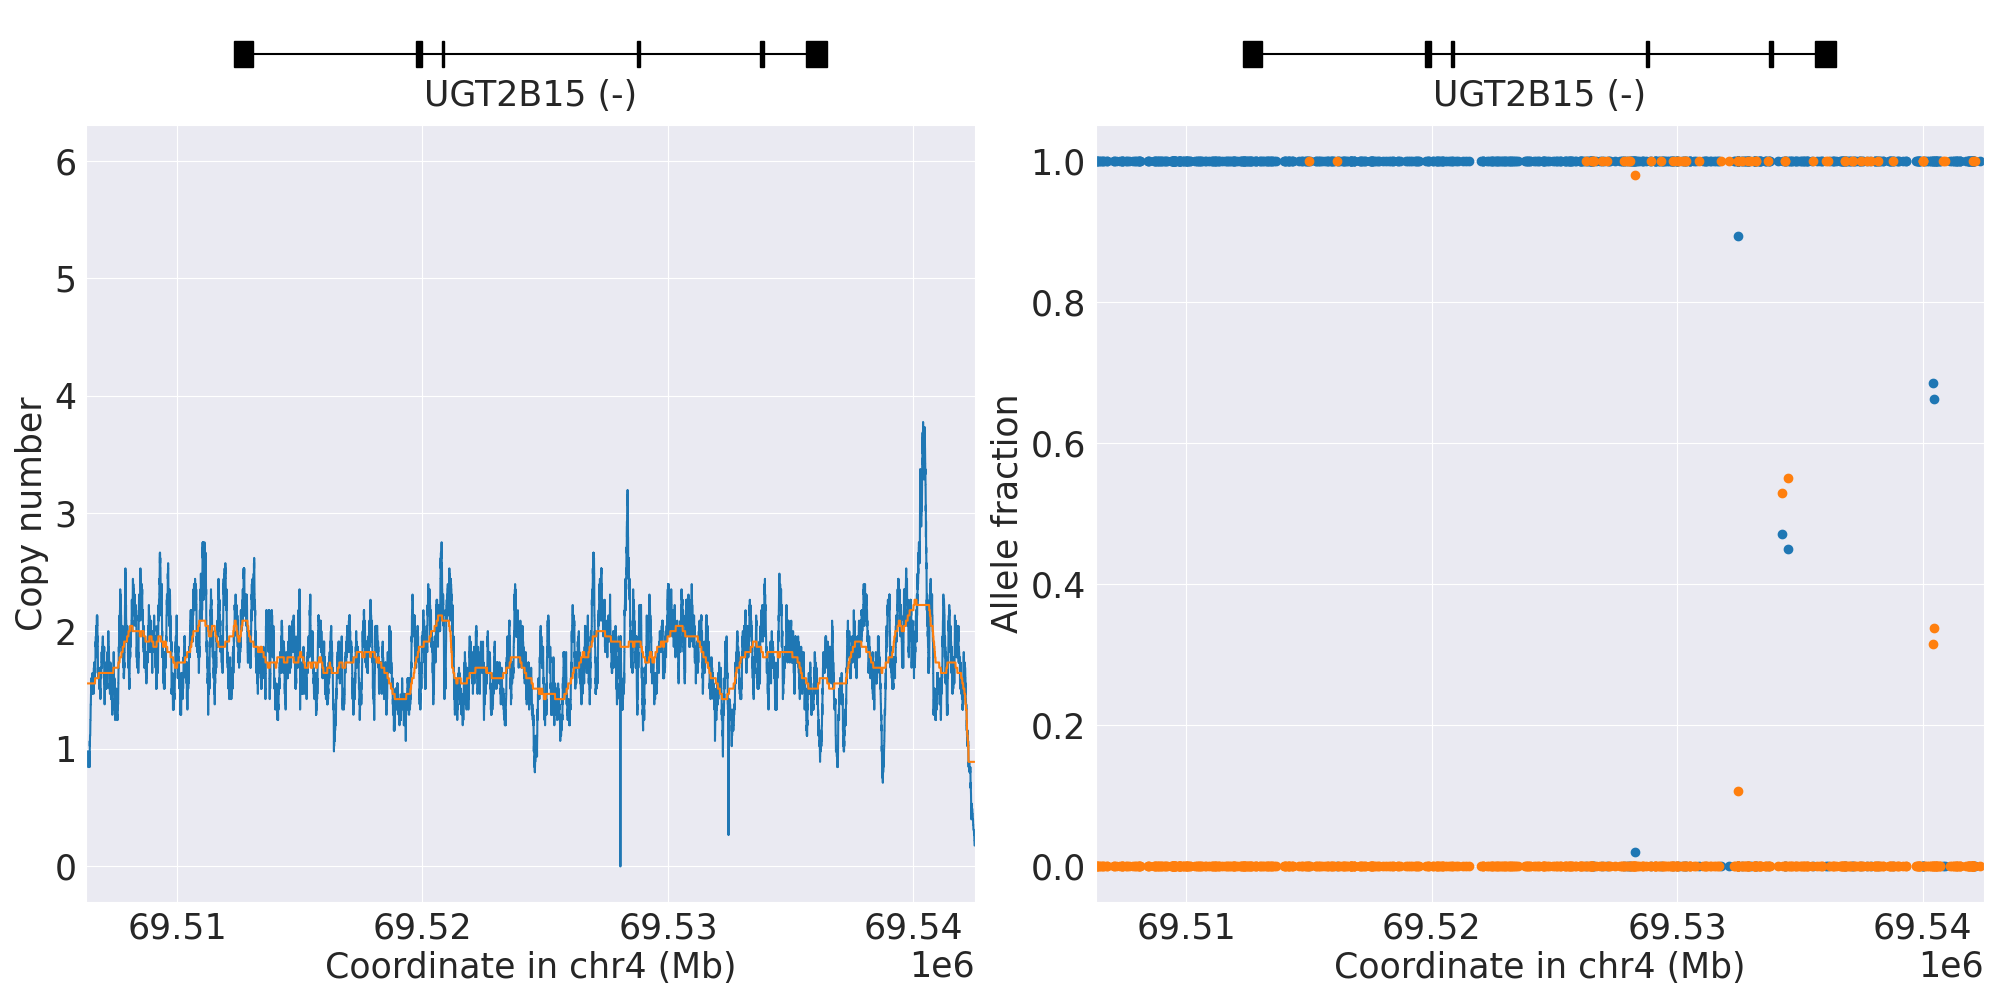 UGT2B15 (-)
6
5
4
3
2
1
0
Copy number
69.51 69.52 69.53 69.54
Coordinate in chr4 (Mb)
1e6
UGT2B15 (-)
1.0
0.8
0.6
0.4
0.2
0.0
Allele fraction
69.51 69.52 69.53 69.54
Coordinate in chr4 (Mb)
1e6